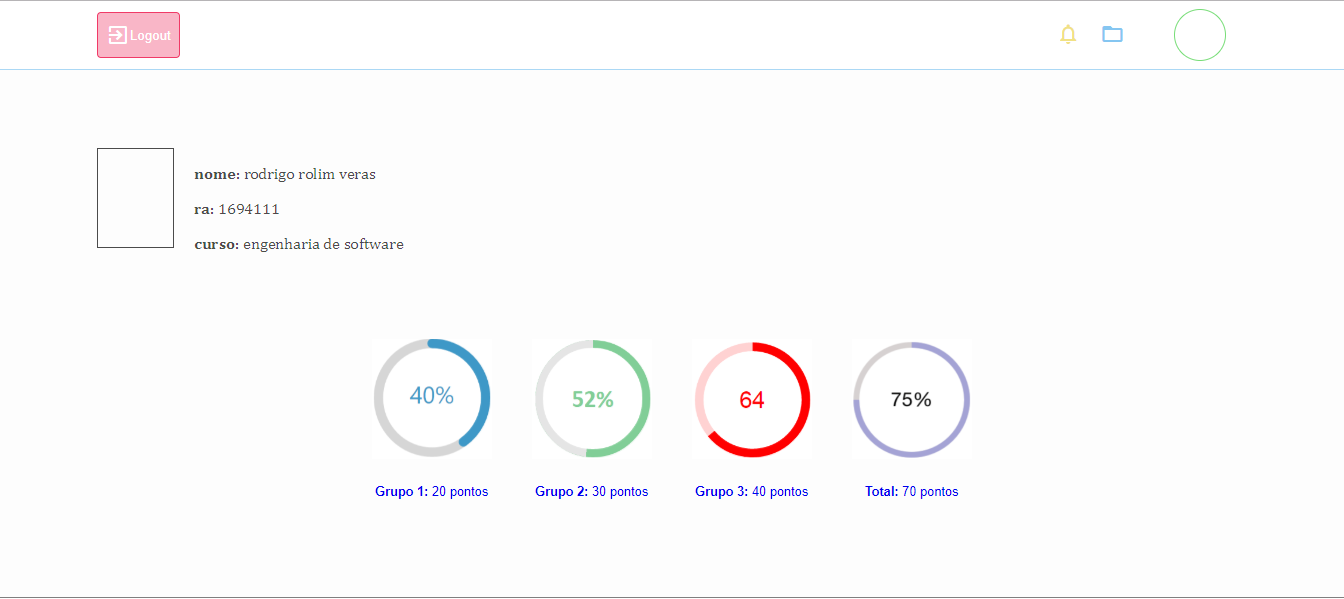 Logout
nome: rodrigo rolim veras
ra: 1694111
curso: engenharia de software
40%
52%
64
75%
Grupo 1: 20 pontos
Grupo 2: 30 pontos
Grupo 3: 40 pontos
Total: 70 pontos